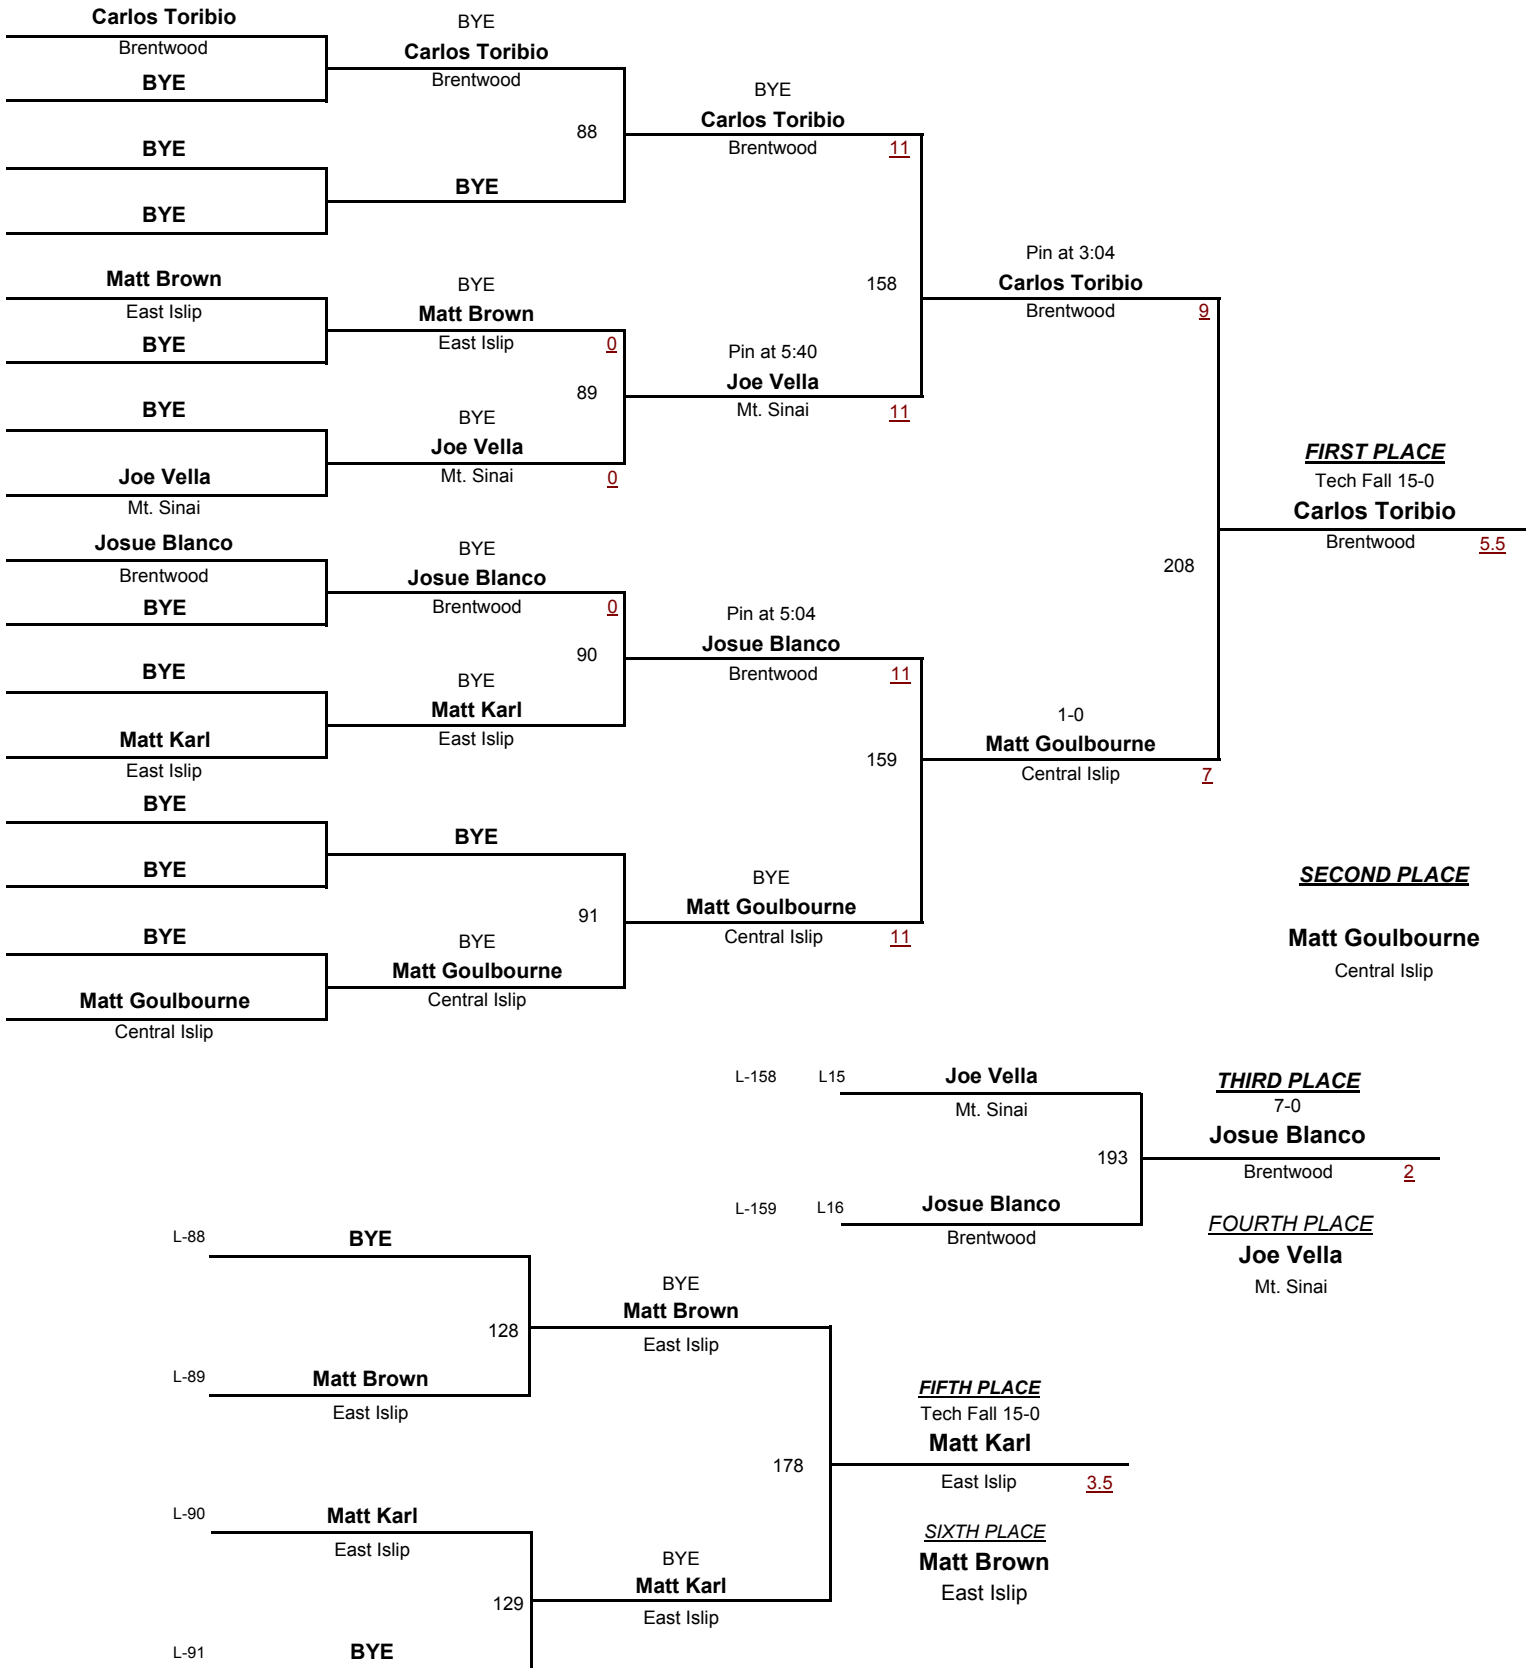 Carlos Toribio
Brentwood
BYE
BYE
BYE
Matt Brown
East Islip
BYE
BYE
Joe Vella
Mt. Sinai
Josue Blanco
Brentwood
BYE
BYE
Matt Karl
East Islip
BYE
BYE
BYE
Matt Goulbourne
Central Islip
BYE
Carlos Toribio
Brentwood
88
BYE
BYE
Matt Brown
East Islip 0
89
BYE
Joe Vella
Mt. Sinai 0
BYE
Josue Blanco
Brentwood 0
90
BYE
Matt Karl
East Islip
BYE
91
BYE
Matt Goulbourne
Central Islip
BYE
Carlos Toribio
Brentwood 11
158
Pin at 5:40
Joe Vella
Mt. Sinai 11
Pin at 5:04
Josue Blanco
Brentwood 11
159
BYE
Matt Goulbourne
Central Islip 11
Pin at 3:04
Carlos Toribio
Brentwood 9
208
1-0
Matt Goulbourne
Central Islip 7
FIRST PLACE
Tech Fall 15-0
Carlos Toribio
Brentwood 5.5
SECOND PLACE
Matt Goulbourne
Central Islip
L-158 L15 Joe Vella
Mt. Sinai
193
L-159 L16 Josue Blanco
Brentwood
THIRD PLACE
7-0
Josue Blanco
Brentwood 2
FOURTH PLACE
Joe Vella
Mt. Sinai
L-88 BYE
128
L-89 Matt Brown
East Islip
L-90 Matt Karl
East Islip
129
L-91 BYE
BYE
Matt Brown
East Islip
178
BYE
Matt Karl
East Islip
FIFTH PLACE
Tech Fall 15-0
Matt Karl
East Islip 3.5
SIXTH PLACE
Matt Brown
East Islip